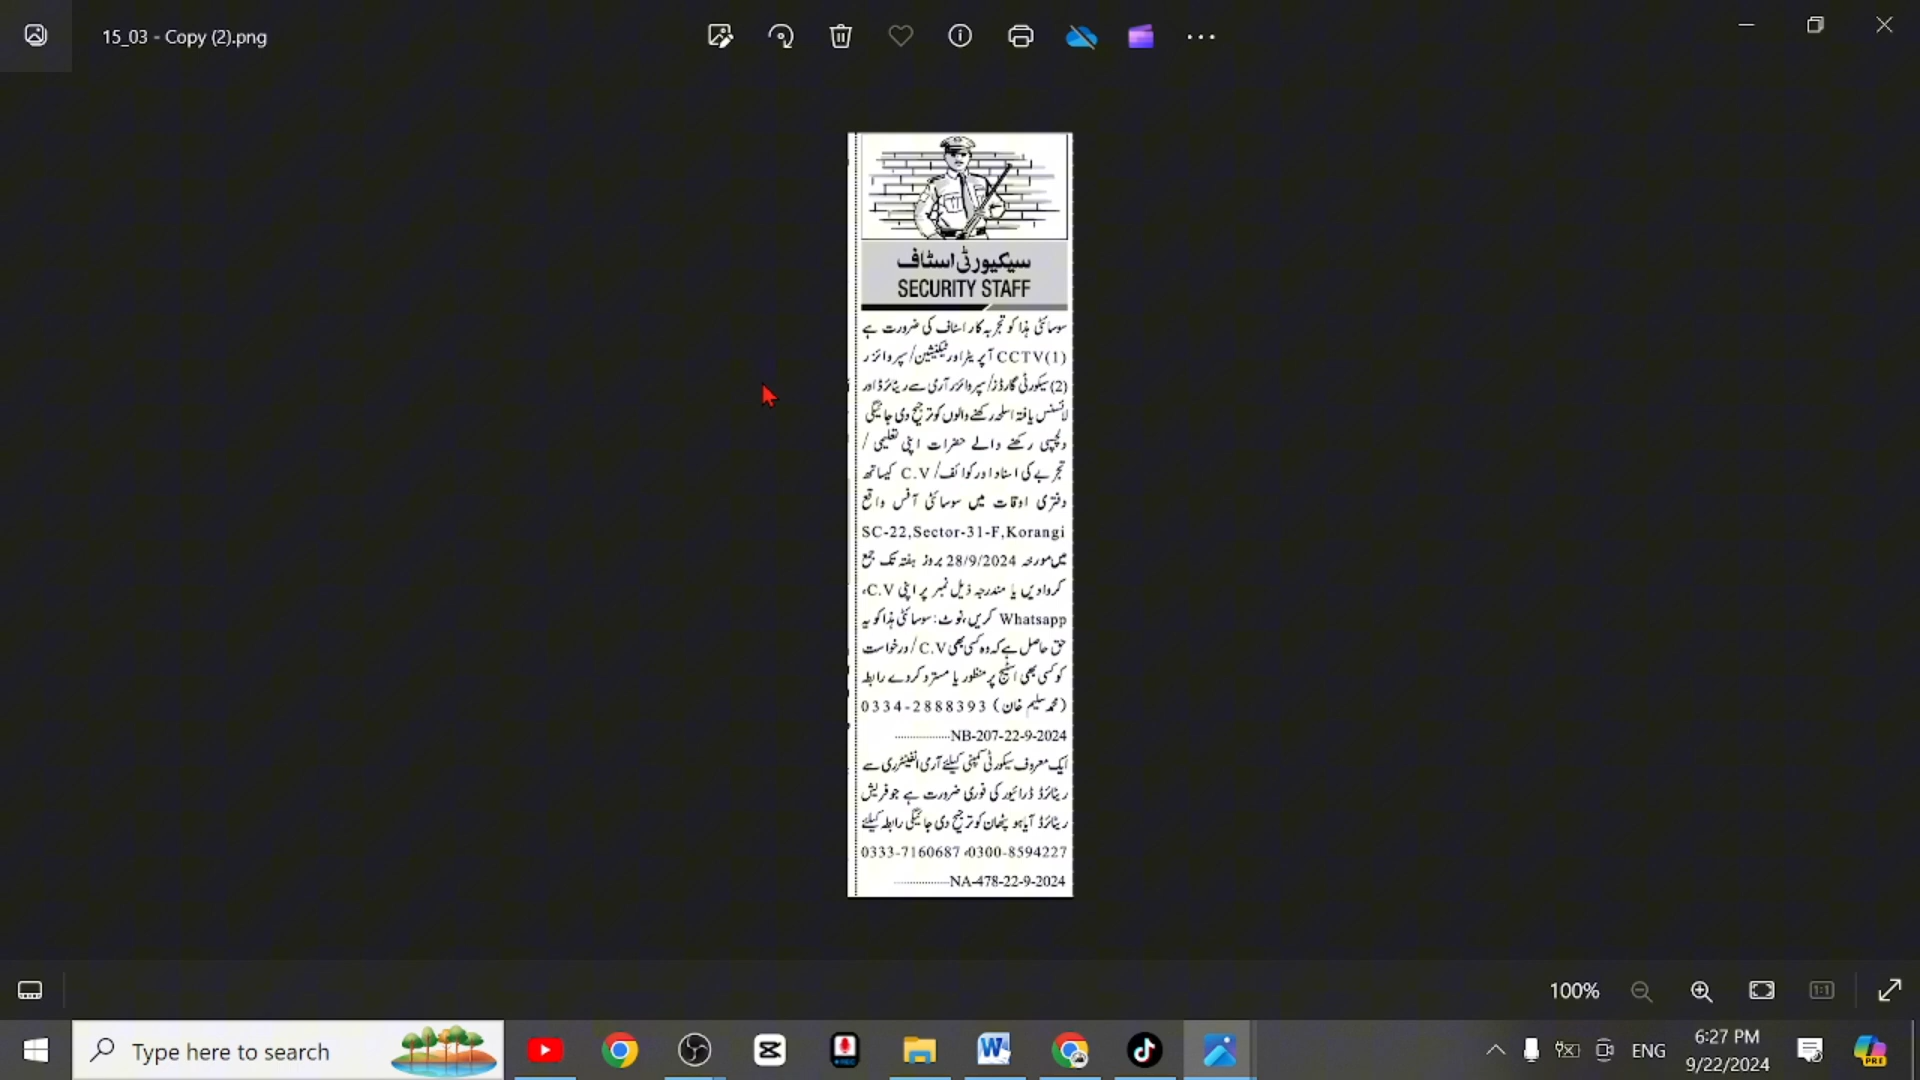 15_03 - Copy (2).png
سیکیورٹی اسٹاف
SECURITY STAFF
سوسائٹی ہذا کو تجربہ کار اسٹاف کی ضرورت ہے
(1)CCTV آپریٹر اور ٹیکنیشین/سپروائزر
(2) سیکورٹی گارڈز/سپروائزر آرمی سے ریٹائرڈ اور
لائسنس یافتہ اسلحہ رکھنے والوں کو ترجیح دی جائیگی
دلچسپی رکھنے والے حضرات اپنی تعلیمی /
تجربے کی اسناد اور کوائف/C.V کیساتھ
دفتری اوقات میں سوسائٹی آفس واقع
SC-22,Sector-31-F,Korangi
میں مورخہ 28/9/2024 بروز ہفتہ تک جمع
کروادیں یا مندرجہ ذیل نمبر پر اپنی C.V،
Whatsapp کریں،نوٹ: سوسائٹی ہذا کو یہ
حق حاصل ہے کہ وہ کسی بھی C.V/درخواست
کو کسی بھی اسٹیج پر منظور یا مسترد کردے رابطہ
(محمد سلیم خان) 0334-2888393
NB-207-22-9-2024..................
ایک معروف سیکورٹی کمپنی کیلئے آرمی انفینٹری سے
ریٹائرڈ ڈرائیور کی فوری ضرورت ہے جو فریش
ریٹائرڈ آیا ہو پٹھان کو ترجیح دی جائیگی رابطہ کیلئے
0333-7160687،0300-8594227
NA-478-22-9-2024..................
100%
1:1
Type here to search
REC
ENG
6:27 PM
9/22/2024
PRE